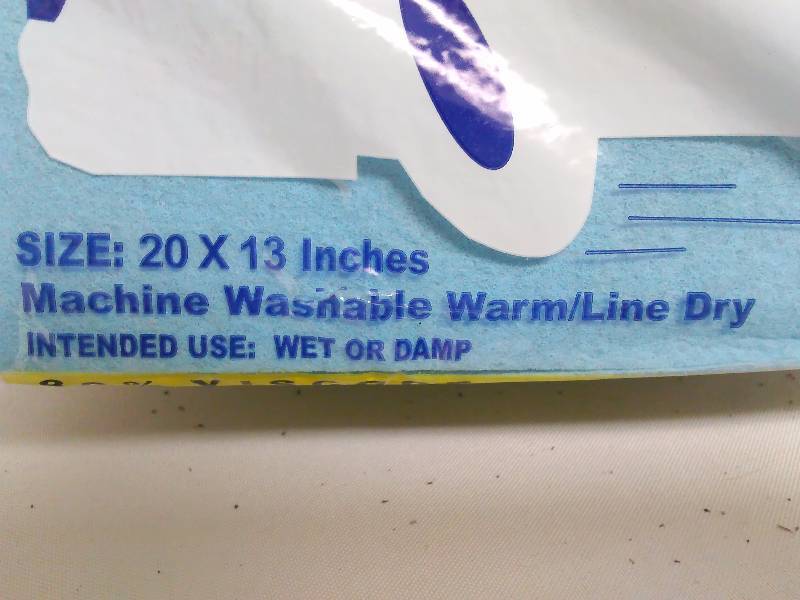 SIZE: 20 X 13 Inches
Machine Washable Warm/Line Dry
INTENDED USE: WET OR DAMP